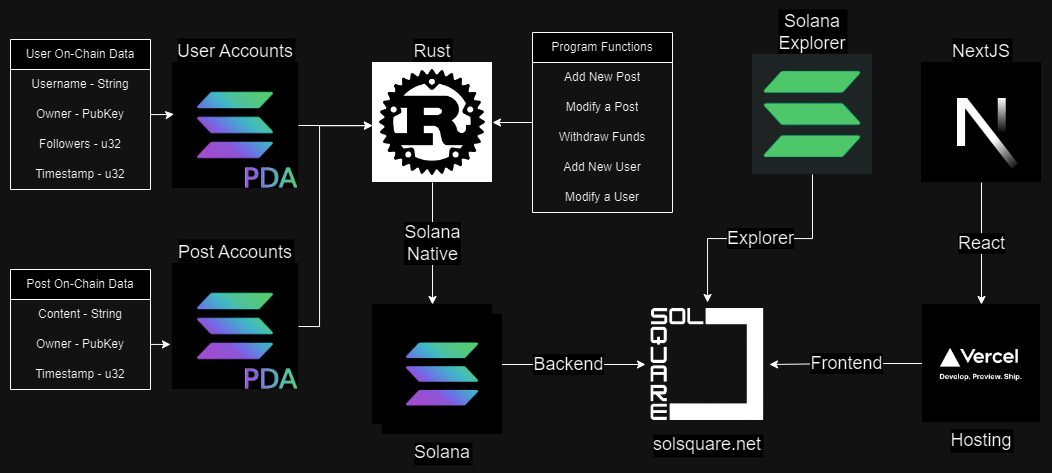 User On-Chain Data
Username - String
Owner - PubKey
Followers - u32
Timestamp - u32
User Accounts
PDA
Post On-Chain Data
Content - String
Owner - PubKey
Timestamp - u32
Post Accounts
PDA
Rust
R
Solana
Native
Solana
Program Functions
Add New Post
Modify a Post
Withdraw Funds
Add New User
Modify a User
Solana
Explorer
Explorer
Backend
SOL
SQUARE
solsquare.net
Frontend
NextJS
N
React
Vercel
Develop. Preview. Ship.
Hosting